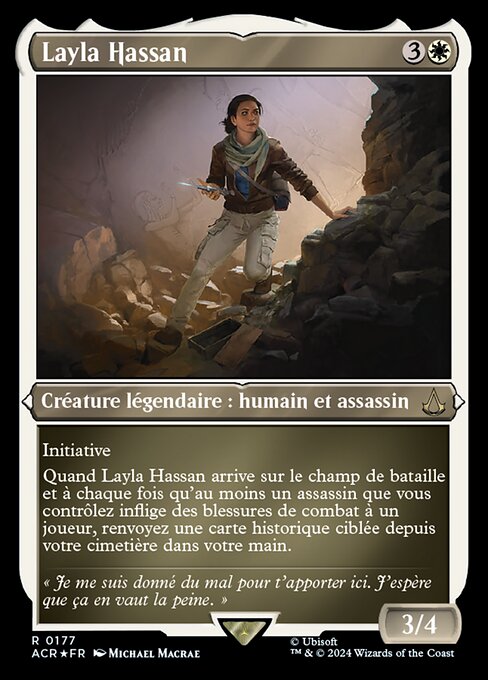 Layla Hassan
3
Créature légendaire : humain et assassin
Initiative
Quand Layla Hassan arrive sur le champ de bataille
et à chaque fois qu'au moins un assassin que vous
contrôlez inflige des blessures de combat à un
joueur, renvoyez une carte historique ciblée depuis
votre cimetière dans votre main.
« Je me suis donné du mal pour t'apporter ici. J'espère
que ça en vaut la peine. »
3/4
R 0177
ACR★FR Michael Macrae
© Ubisoft
™ & © 2024 Wizards of the Coast